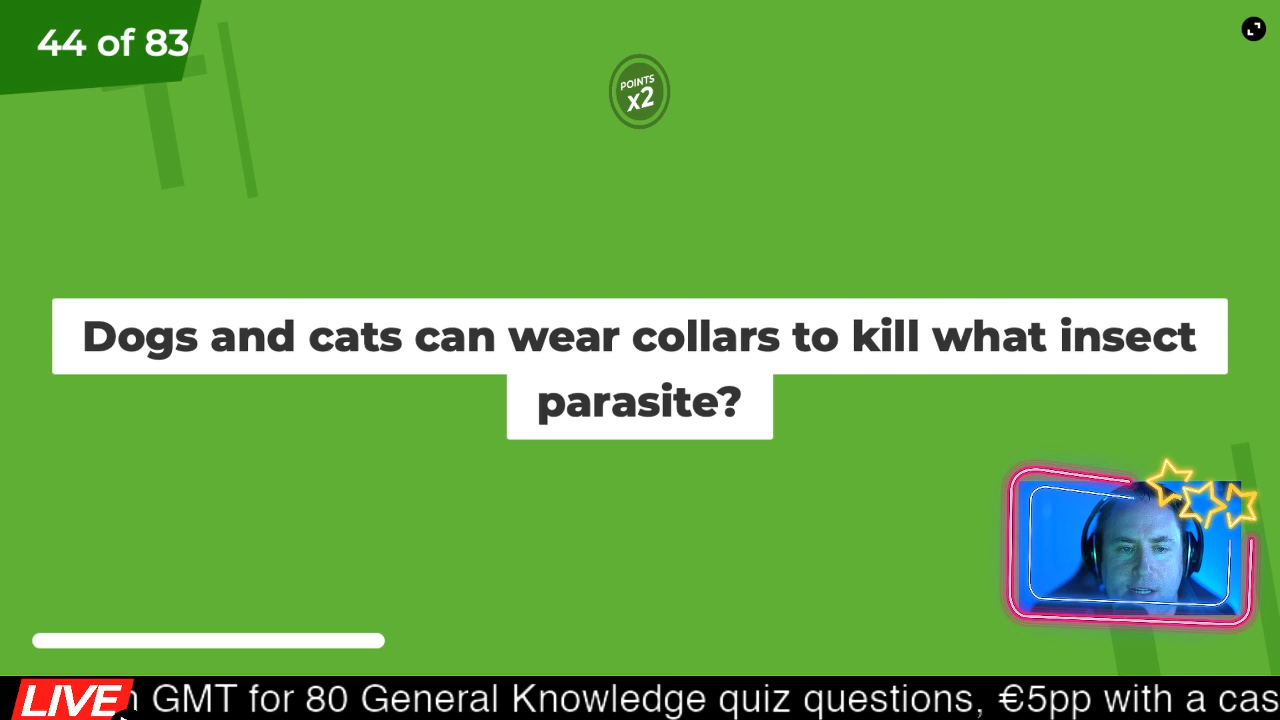 44 of 83
POINTS
x2
Dogs and cats can wear collars to kill what insect
parasite?
LIVE GMT for 80 General Knowledge quiz questions, €5pp with a cas